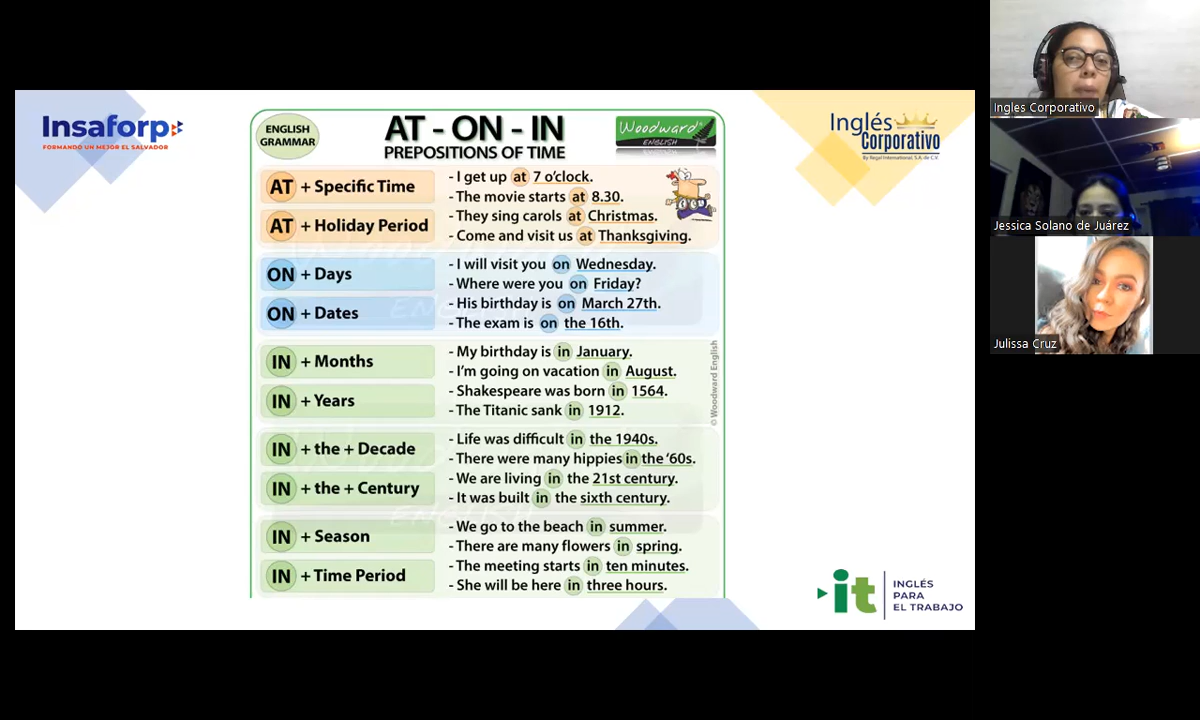 Insaforp
FORMANDO UN MEJOR EL SALVADOR
ENGLISH
GRAMMAR
AT - ON - IN
PREPOSITIONS OF TIME
Woodward
ENGLISH
AT + Specific Time
- I get up at 7 o'clock.
- The movie starts at 8.30.
AT + Holiday Period
- They sing carols at Christmas.
- Come and visit us at Thanksgiving.
ON + Days
- I will visit you on Wednesday.
- Where were you on Friday?
ON + Dates
- His birthday is on March 27th.
- The exam is on the 16th.
IN + Months
- My birthday is in January.
- I'm going on vacation in August.
IN + Years
- Shakespeare was born in 1564.
- The Titanic sank in 1912.
IN + the + Decade
- Life was difficult in the 1940s.
- There were many hippies in the '60s.
IN + the + Century
- We are living in the 21st century.
- It was built in the sixth century.
IN + Season
- We go to the beach in summer.
- There are many flowers in spring.
IN + Time Period
- The meeting starts in ten minutes.
- She will be here in three hours.
© Woodward English
Inglés
Corporativo
By Regal International, S.A. de C.V.
it
INGLÉS
PARA
EL TRABAJO
Ingles Corporativo
Jessica Solano de Juárez
Julissa Cruz